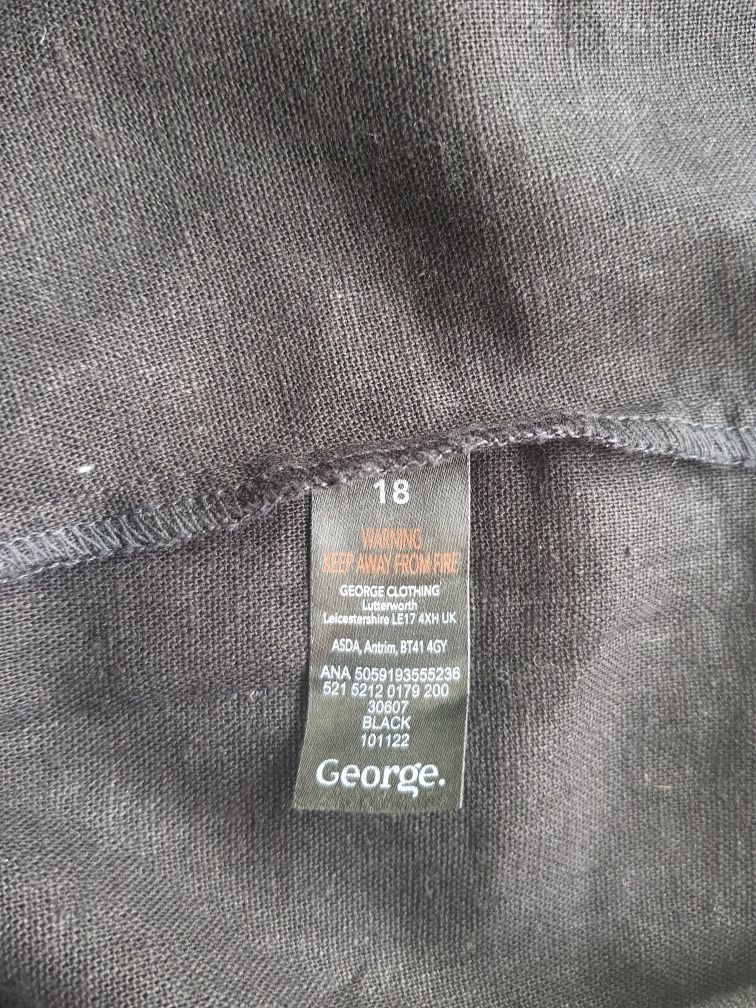 18
WARNING
KEEP AWAY FROM FIRE
GEORGE CLOTHING
Lutterworth
Leicestershire LE17 4XH UK
ASDA, Antrim, BT41 4GY
ANA 5059193555236
521 5212 0179 200
30607
BLACK
101122
George.